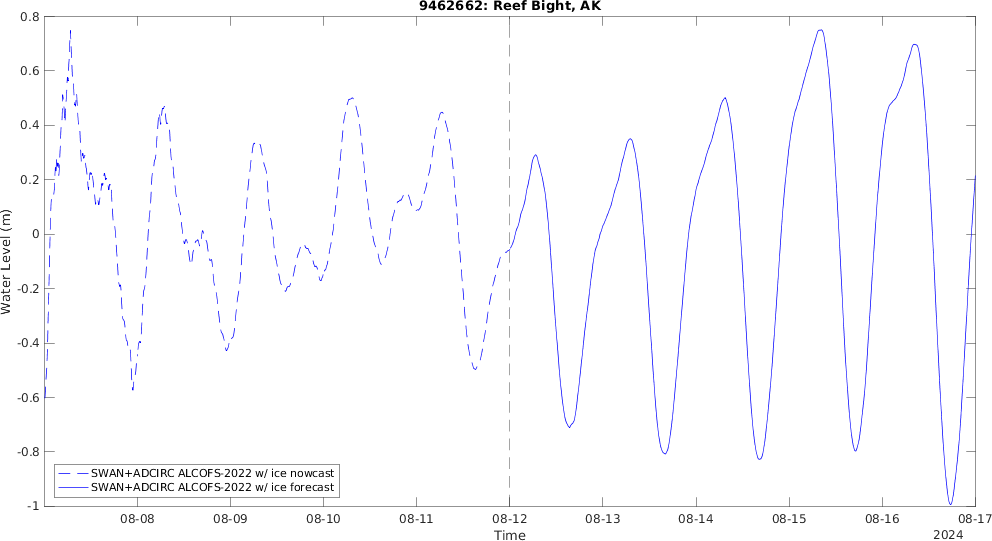 9462662: Reef Bight, AK
Water Level (m)
0.8
0.6
0.4
0.2
0
-0.2
-0.4
-0.6
-0.8
-1
SWAN+ADCIRC ALCOFS-2022 w/ ice nowcast
SWAN+ADCIRC ALCOFS-2022 w/ ice forecast
08-08 08-09 08-10 08-11 08-12 08-13 08-14 08-15 08-16 08-17
Time
2024